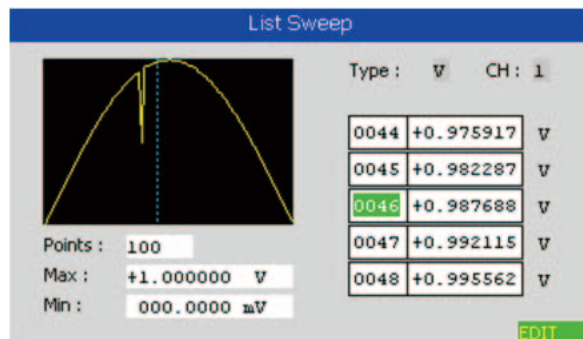 List Sweep
Type : V CH : 1
0044 +0.975917 V
0045 +0.982287 V
0046 +0.987688 V
0047 +0.992115 V
0048 +0.995562 V
Points : 100
Max : +1.000000 V
Min : 000.0000 mV
EDIT